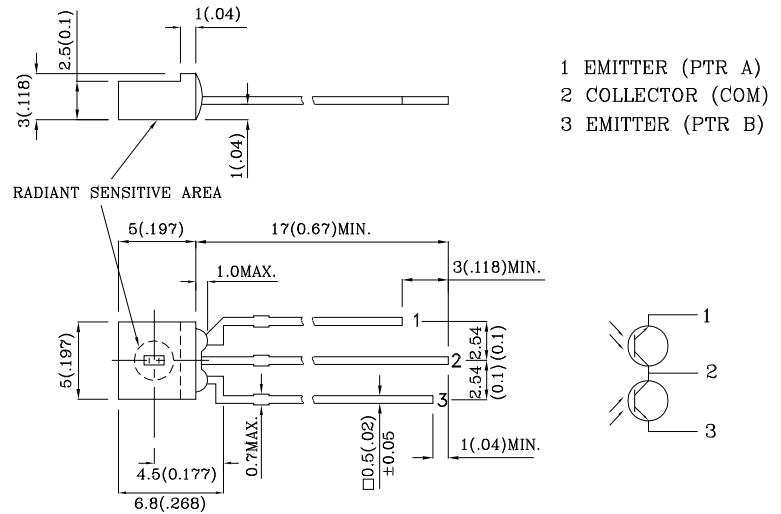 1(.04)
2.5(0.1)
3(.118)
1(.04)
1 EMITTER (PTR A)
2 COLLECTOR (COM)
3 EMITTER (PTR B)
RADIANT SENSITIVE AREA
5(.197)
17(0.67)MIN.
1.0MAX.
3(.118)MIN.
1
2
3
2.54
(0.1)
2.54
(0.1)
5(.197)
0.7MAX.
□0.5(.02)
±0.05
1(.04)MIN.
4.5(0.177)
6.8(.268)
1
2
3